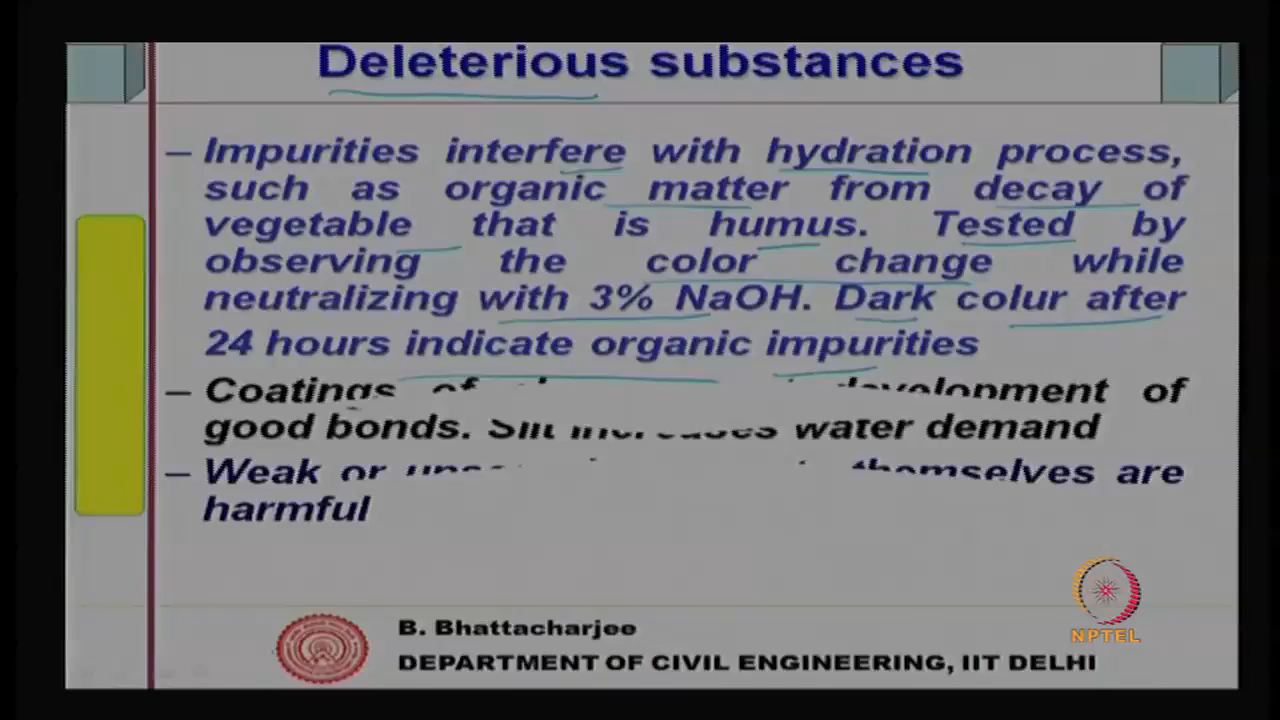 Deleterious substances
– Impurities interfere with hydration process,
such as organic matter from decay of
vegetable that is humus. Tested by
observing the color change while
neutralizing with 3% NaOH. Dark colur after
24 hours indicate organic impurities
– Coatings of development of
good bonds. Silt increases water demand
– Weak or themselves are
harmful
B. Bhattacharjee
DEPARTMENT OF CIVIL ENGINEERING, IIT DELHI
NPTEL